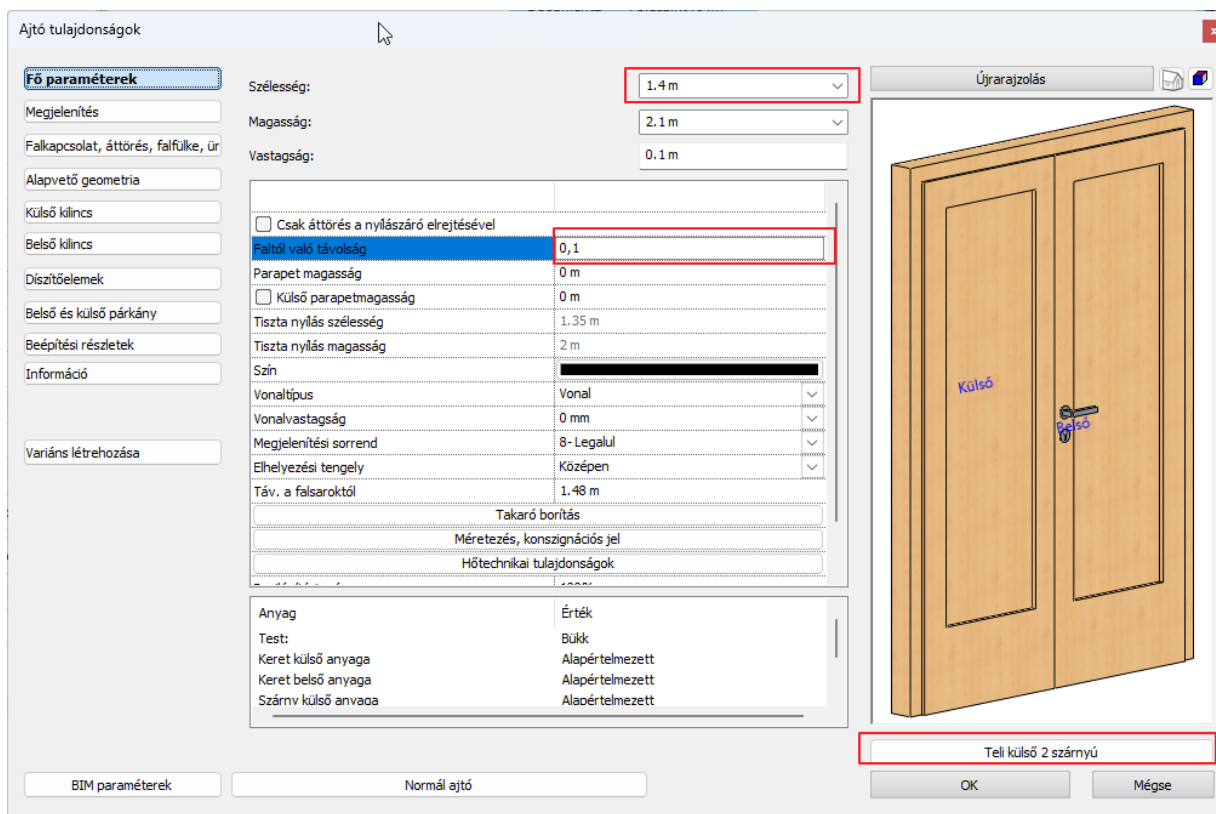 Ajtó tulajdonságok
Fő paraméterek
Megjelenítés
Falkapcsolat, áttörés, falfülke, ür
Alapvető geometria
Külső kilincs
Belső kilincs
Díszítőelemek
Belső és külső párkány
Beépítési részletek
Információ
Variáns létrehozása
Szélesség: 1.4 m
Magasság: 2.1 m
Vastagság: 0.1 m
Csak áttörés a nyílászáró elrejtésével
Faltól való távolság 0,1
Parapet magasság 0 m
Külső parapetmagasság 0 m
Tiszta nyílás szélesség 1.35 m
Tiszta nyílás magasság 2 m
Szín
Vonaltípus Vonal
Vonalvastagság 0 mm
Megjelenítési sorrend 8- Legalul
Elhelyezési tengely Középen
Táv. a falsaroktól 1.48 m
Takaró borítás
Méretezés, konszignációs jel
Hőtechnikai tulajdonságok
Anyag Érték
Test: Bükk
Keret külső anyaga Alapértelmezett
Keret belső anyaga Alapértelmezett
Szárny külső anyaga Alapértelmezett
Újrarajzolás
Külső
Belső
Teli külső 2 szárnyú
BIM paraméterek
Normál ajtó
OK
Mégse